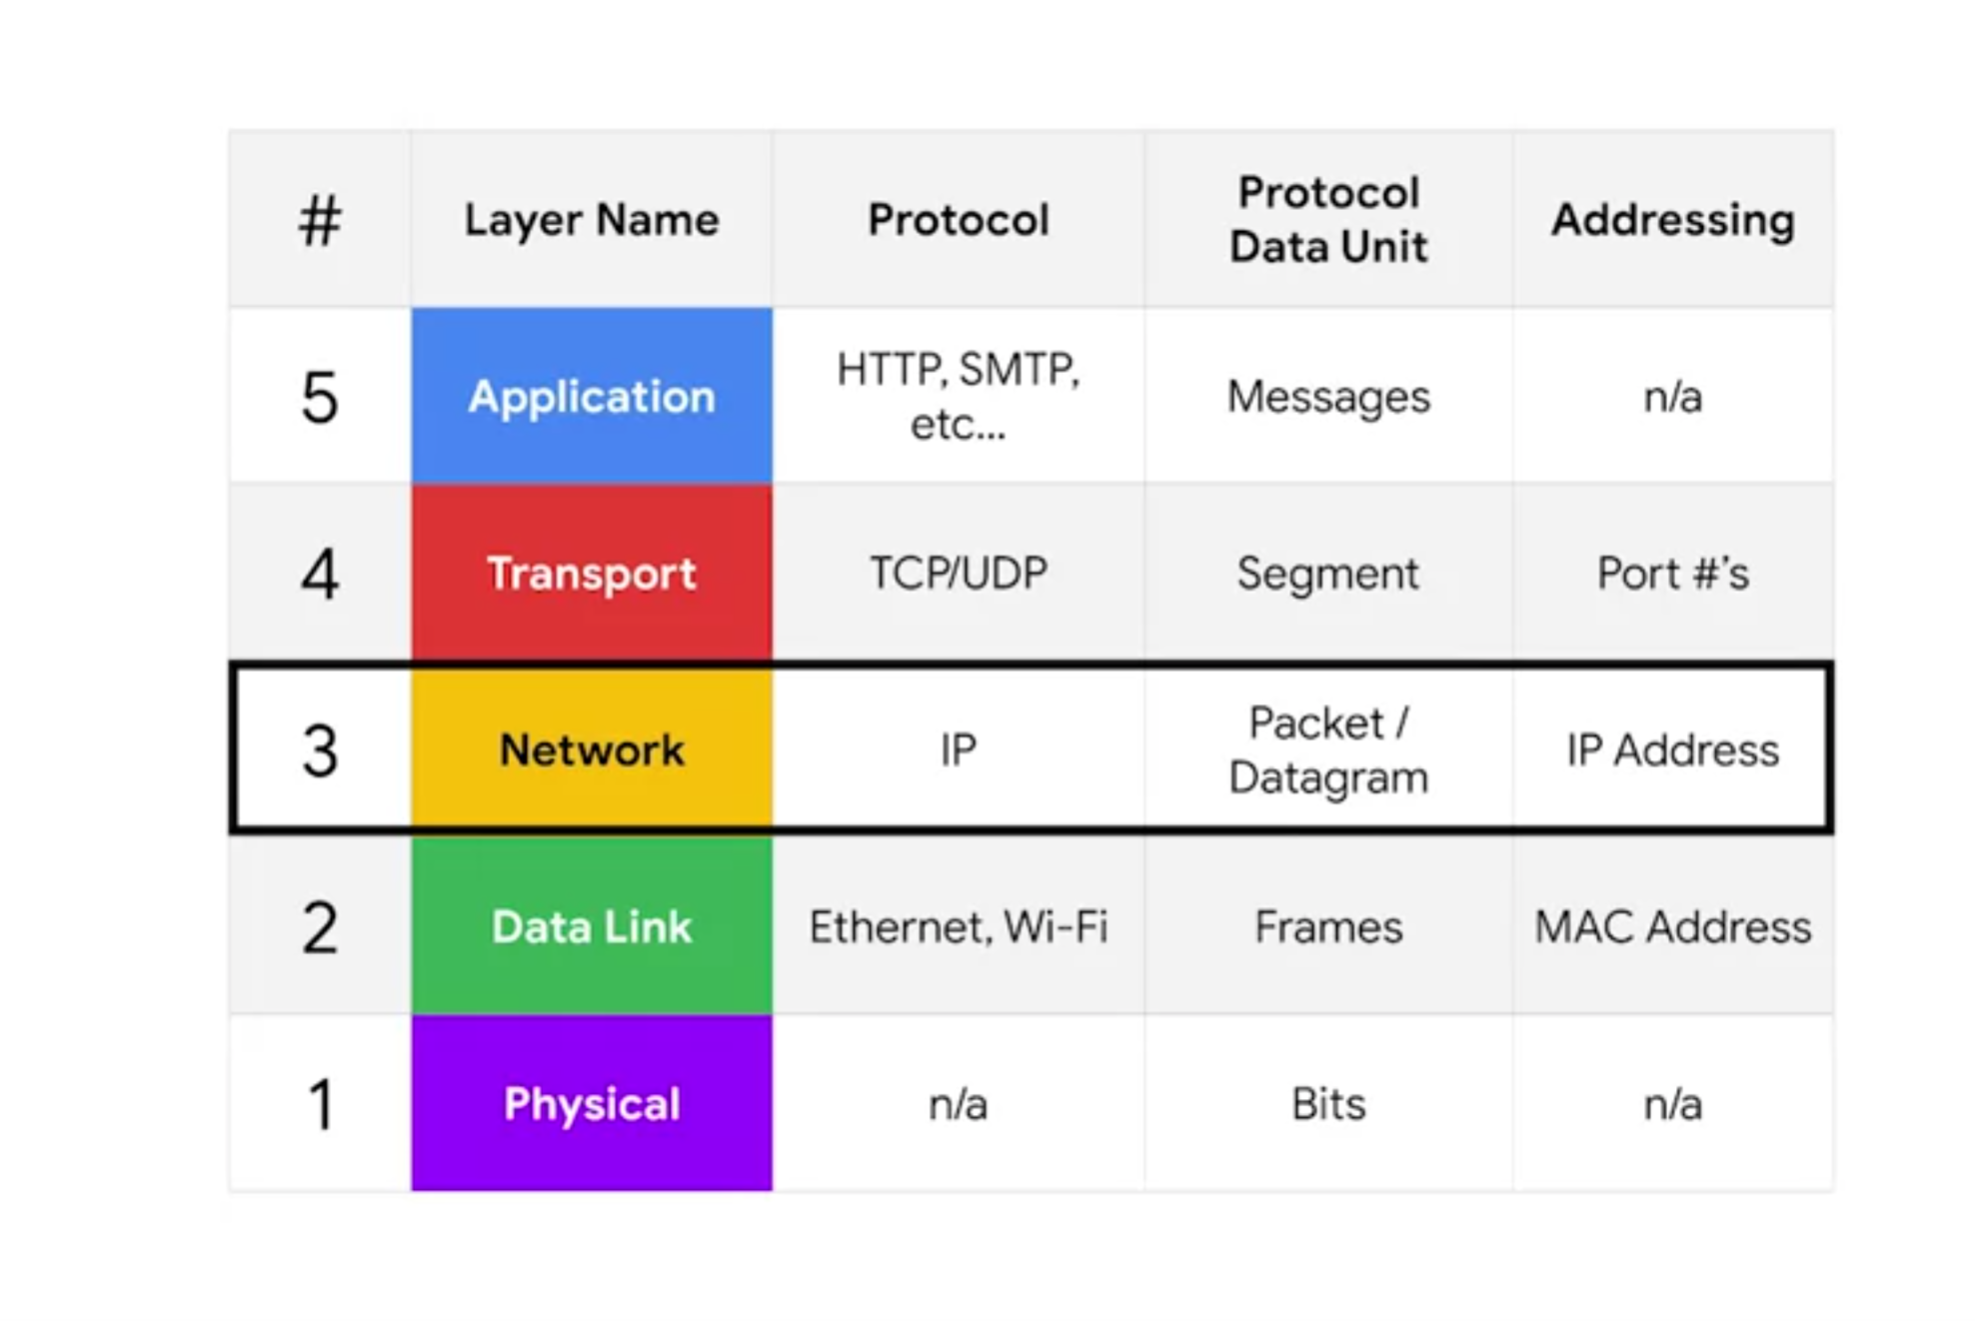 # Layer Name Protocol Protocol Data Unit Addressing
5 Application HTTP, SMTP, etc... Messages n/a
4 Transport TCP/UDP Segment Port #’s
3 Network IP Packet / Datagram IP Address
2 Data Link Ethernet, Wi-Fi Frames MAC Address
1 Physical n/a Bits n/a